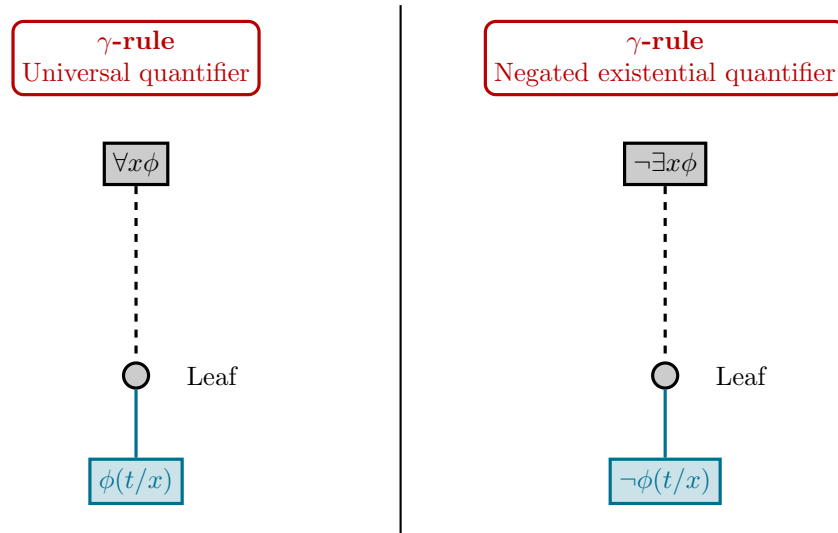 γ-rule
Universal quantifier
∀xϕ
Leaf
ϕ(t/x)
γ-rule
Negated existential quantifier
¬∃xϕ
Leaf
¬ϕ(t/x)